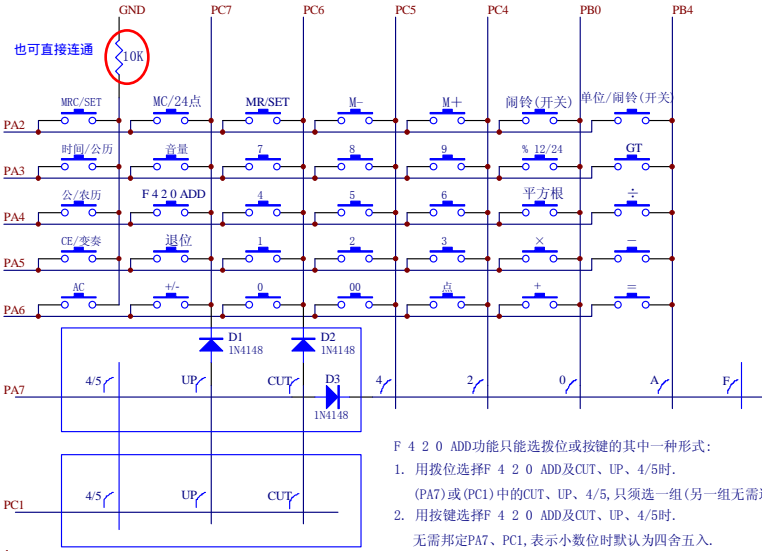 GND PC7 PC6 PC5 PC4 PB0 PB4
也可直接连通
10K
MRC/SET MC/24点 MR/SET M- M+ 闹铃(开关) 单位/闹铃(开关)
PA2
时间/公历 音量 7 8 9 % 12/24 GT
PA3
公/农历 F 4 2 0 ADD 4 5 6 平方根 ÷
PA4
CE/变奏 退位 1 2 3 × -
PA5
AC +/- 0 00 点 + =
PA6
D1 D2
1N4148 1N4148
4/5 UP CUT D3 4 2 0 A F
PA7
1N4148
F 4 2 0 ADD功能只能选拨位或按键的其中一种形式:
1. 用拨位选择F 4 2 0 ADD及CUT、UP、4/5时.
4/5 UP CUT
(PA7)或(PC1)中的CUT、UP、4/5,只须选一组(另一组无需
PC1
2. 用按键选择F 4 2 0 ADD及CUT、UP、4/5时.
无需邦定PA7、PC1,表示小数位时默认为四舍五入.